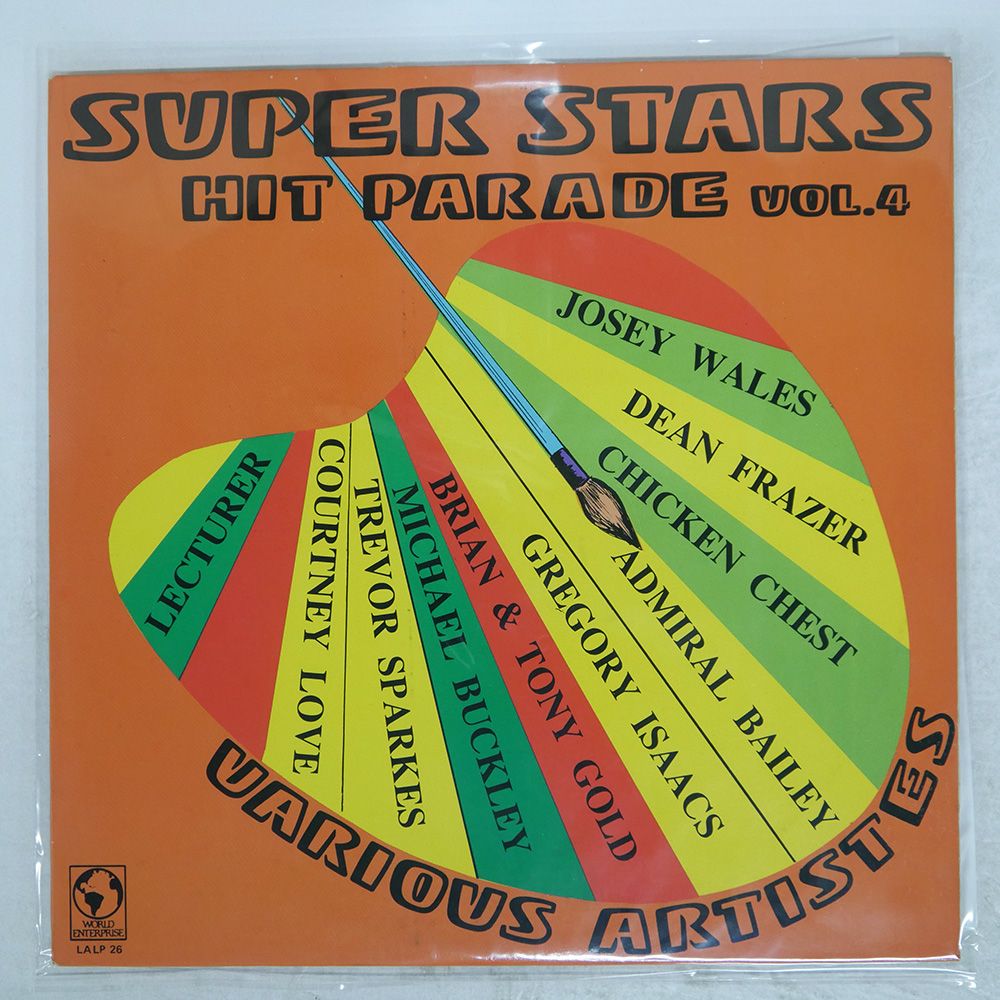 SUPER STARS
HIT PARADE VOL.4
JOSEY WALES
DEAN FRAZER
CHICKEN CHEST
ADMIRAL BAILEY
GREGORY ISAACS
BRIAN & TONY GOLD
MICHAEL BUCKLEY
TREVOR SPARKES
COURTNEY LOVE
LECTURER
VARIOUS ARTISTES
WORLD
ENTERPRISE
LALP 26